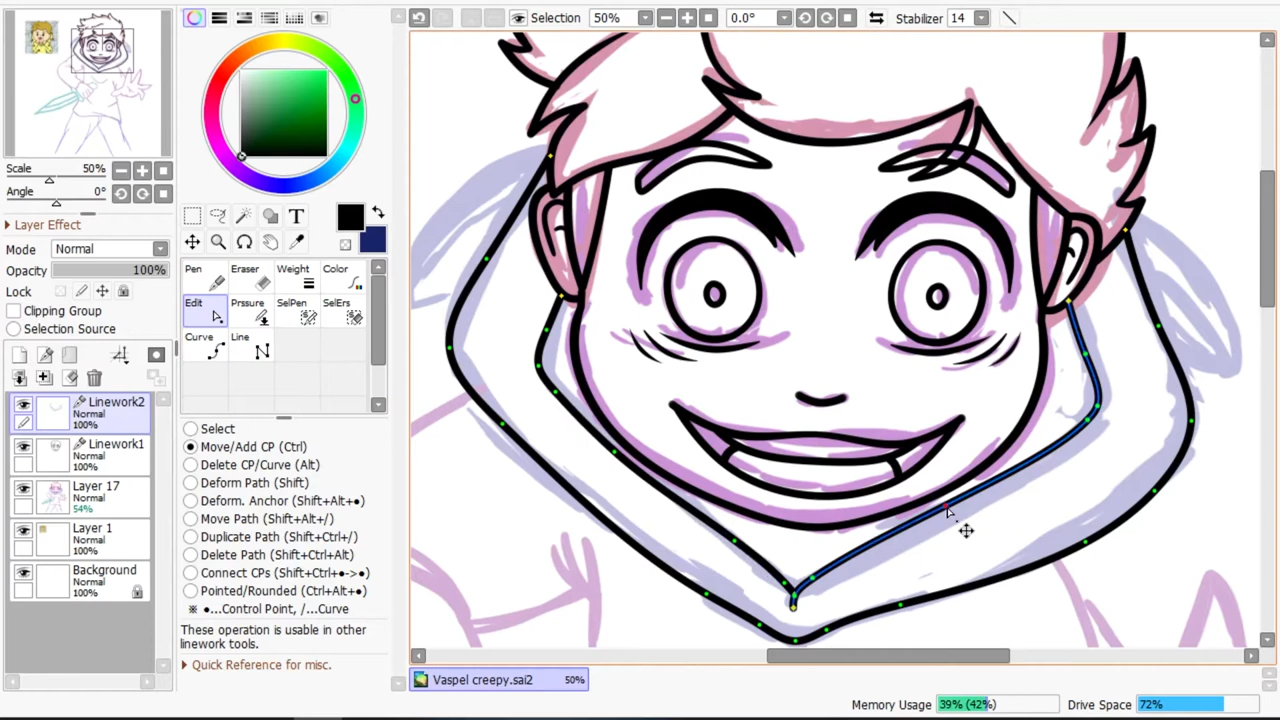 Selection 50% 0.0° Stabilizer 14
Scale 50%
Angle 0°
Layer Effect
Mode Normal
Opacity 100%
Lock
Clipping Group
Selection Source
Linework2
Normal
100%
Linework1
Normal
100%
Layer 17
54%
Layer 1
Normal
100%
Background
Normal
100%
T
Pen Eraser Weight Color
Edit Prssure SelPen SelErs
Curve Line
Select
Move/Add CP (Ctrl)
Delete CP/Curve (Alt)
Deform Path (Shift)
Deform. Anchor (Shift+Alt+●)
Move Path (Shift+Alt+/)
Duplicate Path (Shift+Ctrl+/)
Delete Path (Shift+Ctrl+Alt)
Connect CPs (Shift+Ctrl+●->●)
Pointed/Rounded (Ctrl+Alt+●)
※ ●...Control Point, /...Curve
These operation is usable in other
linework tools.
Quick Reference for misc.
Vaspel creepy.sai2 50%
Memory Usage 39% (42%) Drive Space 72%